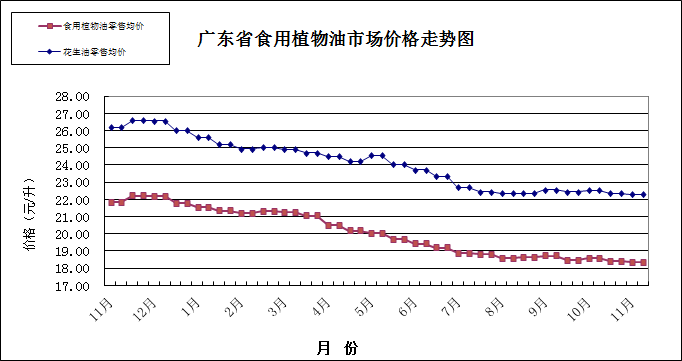 食用植物油零售均价
花生油零售均价
广东省食用植物油市场价格走势图
价格（元/升）
28.00
27.00
26.00
25.00
24.00
23.00
22.00
21.00
20.00
19.00
18.00
17.00
11月 12月 1月 2月 3月 4月 5月 6月 7月 8月 9月 10月 11月
月 份